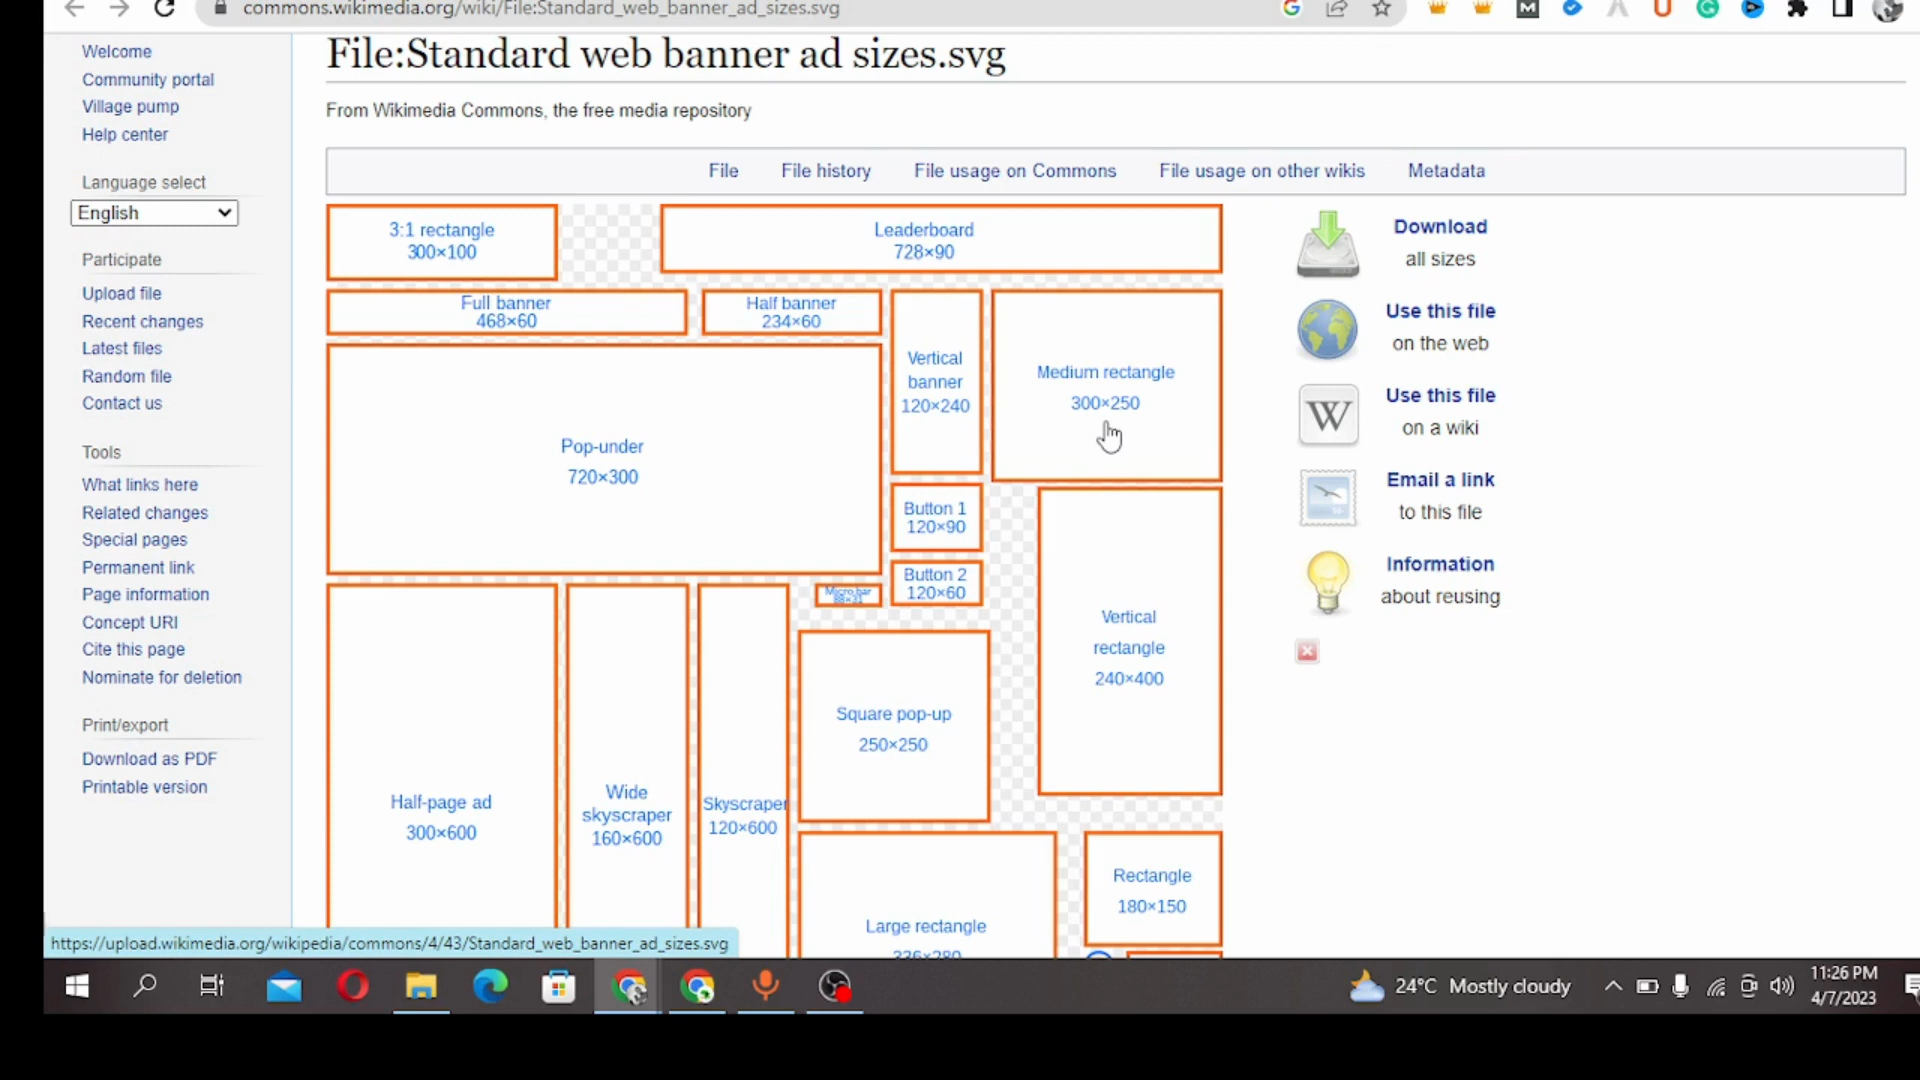 commons.wikimedia.org/wiki/File:Standard_web_banner_ad_sizes.svg
Welcome
Community portal
Village pump
Help center
Language select
English
Participate
Upload file
Recent changes
Latest files
Random file
Contact us
Tools
What links here
Related changes
Special pages
Permanent link
Page information
Concept URI
Cite this page
Nominate for deletion
Print/export
Download as PDF
Printable version
File:Standard web banner ad sizes.svg
From Wikimedia Commons, the free media repository
File File history File usage on Commons File usage on other wikis Metadata
3:1 rectangle
300×100
Leaderboard
728×90
Full banner
468×60
Half banner
234×60
Vertical
banner
120×240
Medium rectangle
300×250
Pop-under
720×300
Button 1
120×90
Button 2
120×60
Micro bar
88×31
Vertical
rectangle
240×400
Square pop-up
250×250
Half-page ad
300×600
Wide
skyscraper
160×600
Skyscraper
120×600
Rectangle
180×150
Large rectangle
336×280
Download
all sizes
Use this file
on the web
W
Use this file
on a wiki
Email a link
to this file
Information
about reusing
https://upload.wikimedia.org/wikipedia/commons/4/43/Standard_web_banner_ad_sizes.svg
24°C Mostly cloudy
11:26 PM
4/7/2023